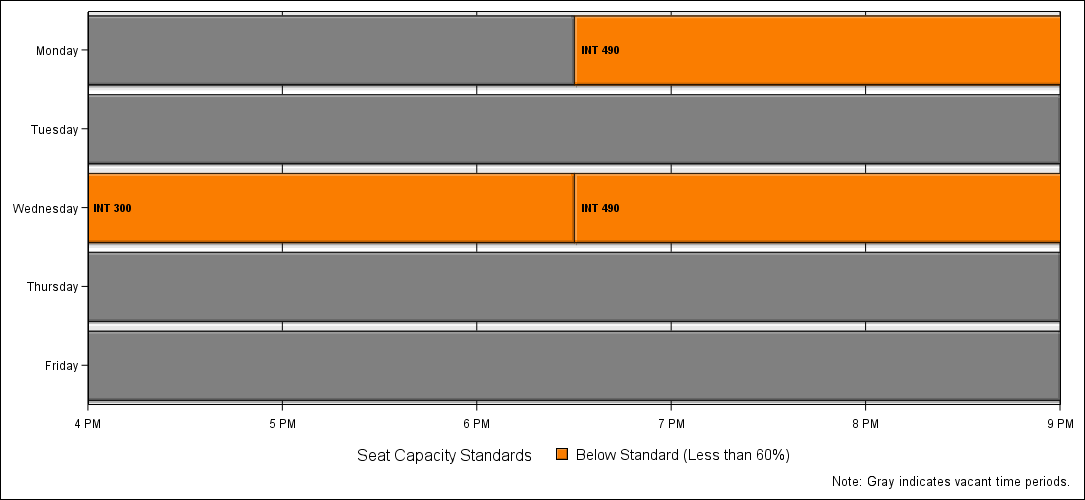 Monday
INT 490
Tuesday
Wednesday
INT 300
INT 490
Thursday
Friday
4 PM
5 PM
6 PM
7 PM
8 PM
9 PM
Seat Capacity Standards
Below Standard (Less than 60%)
Note: Gray indicates vacant time periods.